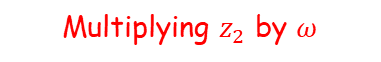 Multiplying 𝑧₂ by 𝜔